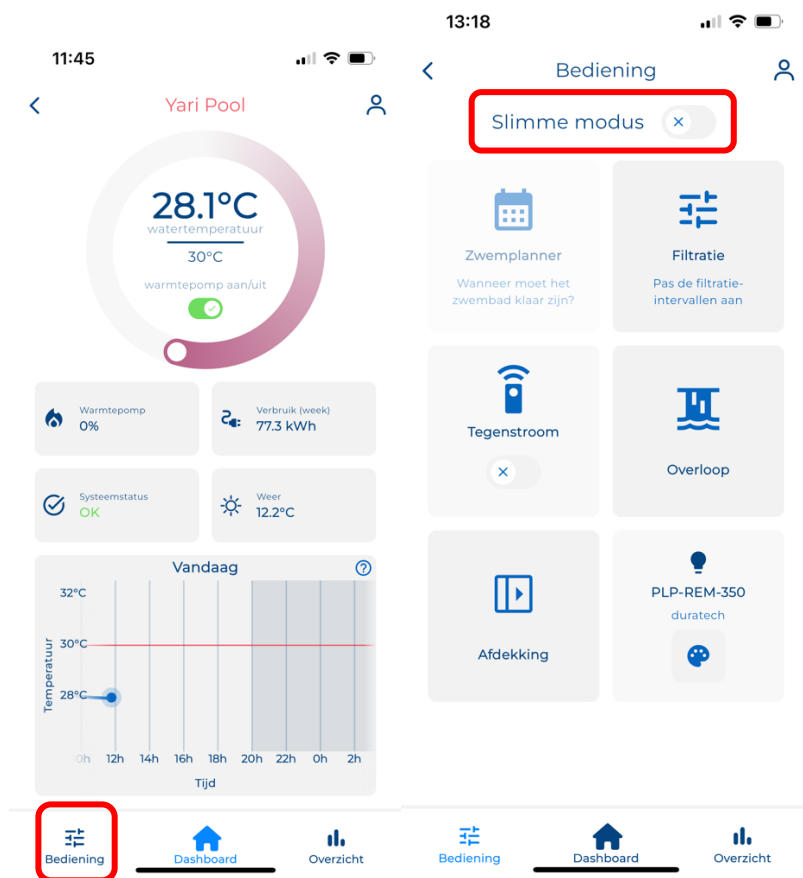 11:45
Yari Pool
28.1°C
watertemperatuur
30°C
warmtepomp aan/uit
Warmtepomp
0%
Verbruik (week)
77.3 kWh
Systeemstatus
OK
Weer
12.2°C
Vandaag
32°C
30°C
28°C
Temperatuur
0h 12h 14h 16h 18h 20h 22h 0h 2h
Tijd
Bediening
Dashboard
Overzicht
13:18
Bediening
Slimme modus
Zwemplanner
Wanneer moet het
zwembad klaar zijn?
Filtratie
Pas de filtratie-
intervallen aan
Tegenstroom
Overloop
Afdekking
PLP-REM-350
duratech
Bediening
Dashboard
Overzicht